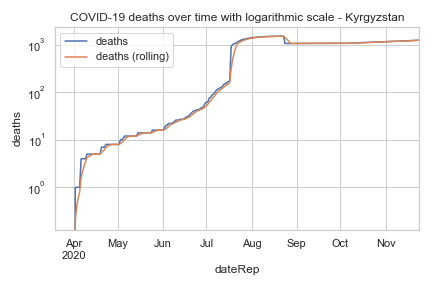 COVID-19 deaths over time with logarithmic scale - Kyrgyzstan
deaths
deaths (rolling)
10³
10²
10¹
10⁰
deaths
Apr May Jun Jul Aug Sep Oct Nov
2020
dateRep